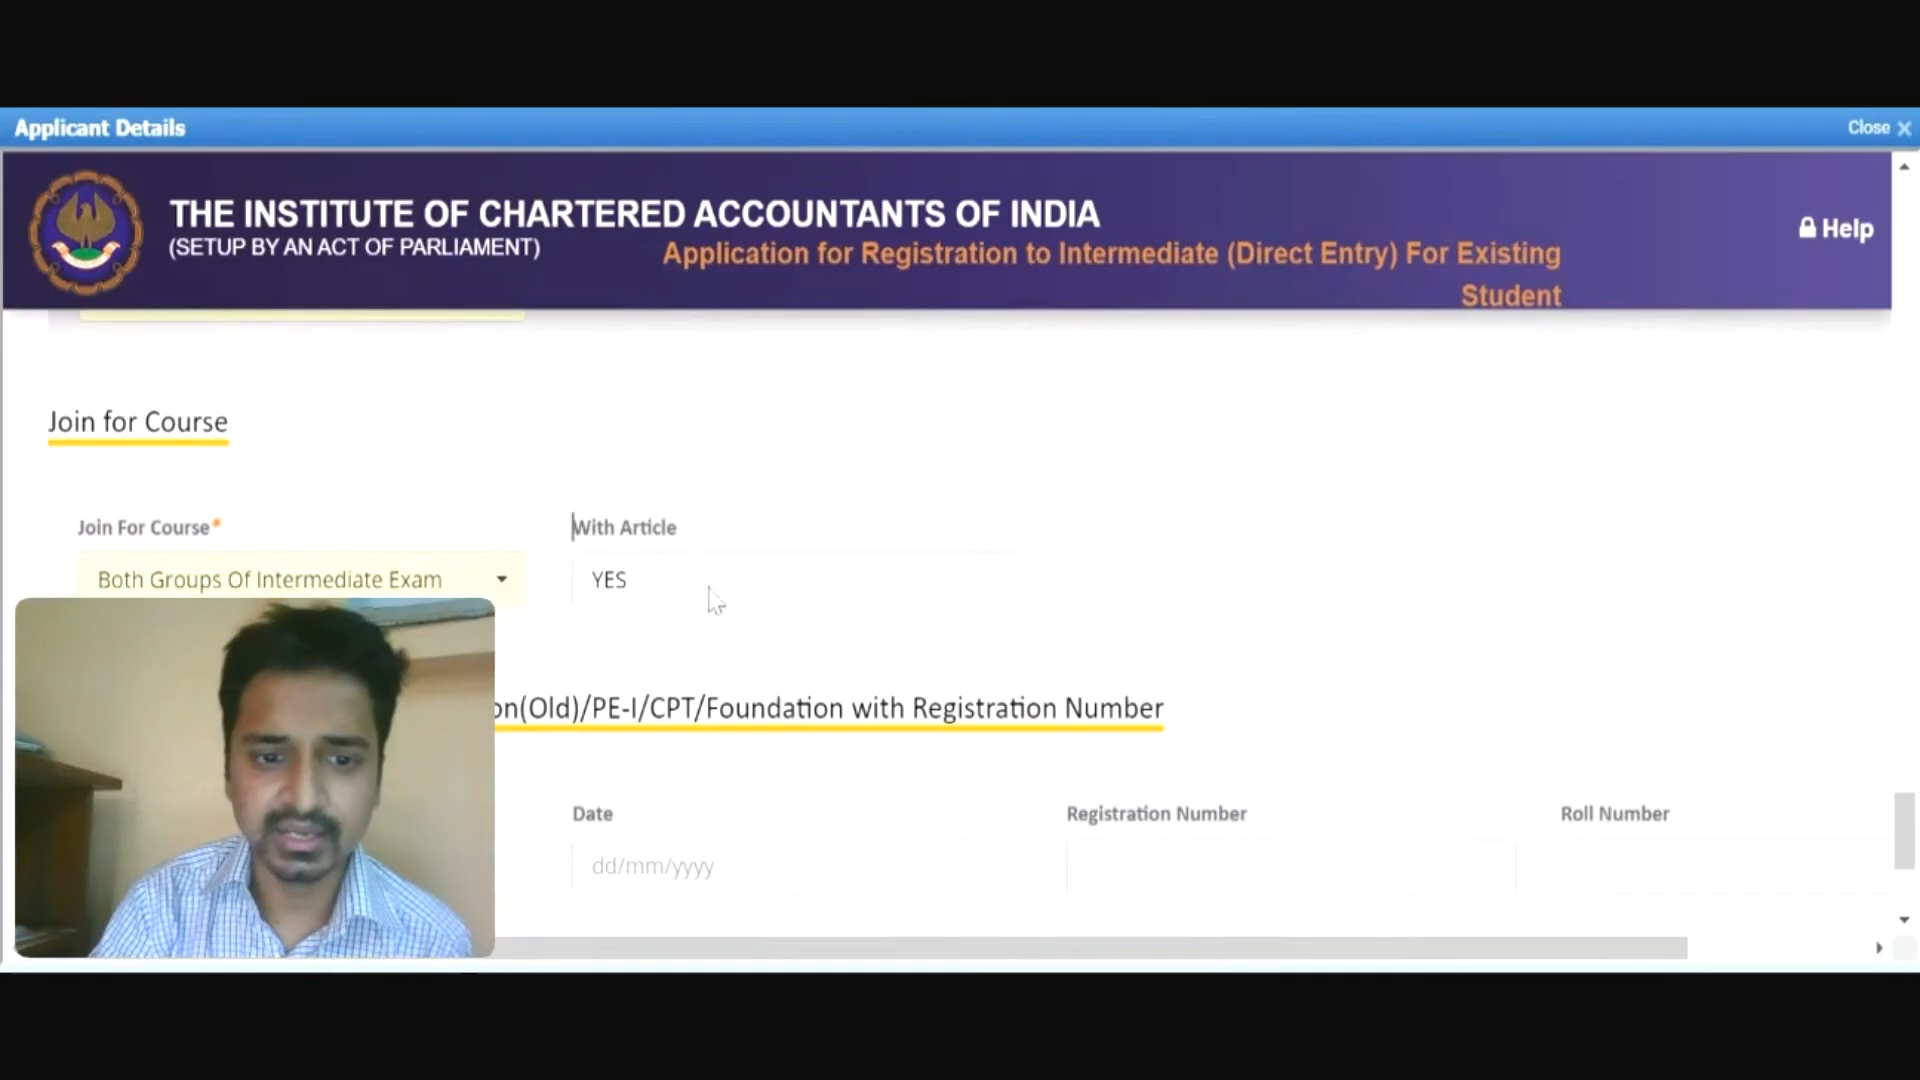 Applicant Details
Close
THE INSTITUTE OF CHARTERED ACCOUNTANTS OF INDIA
(SETUP BY AN ACT OF PARLIAMENT)
Application for Registration to Intermediate (Direct Entry) For Existing
Student
Help
Join for Course
Join For Course*
With Article
Both Groups Of Intermediate Exam
YES
on(Old)/PE-I/CPT/Foundation with Registration Number
Date
Registration Number
Roll Number
dd/mm/yyyy